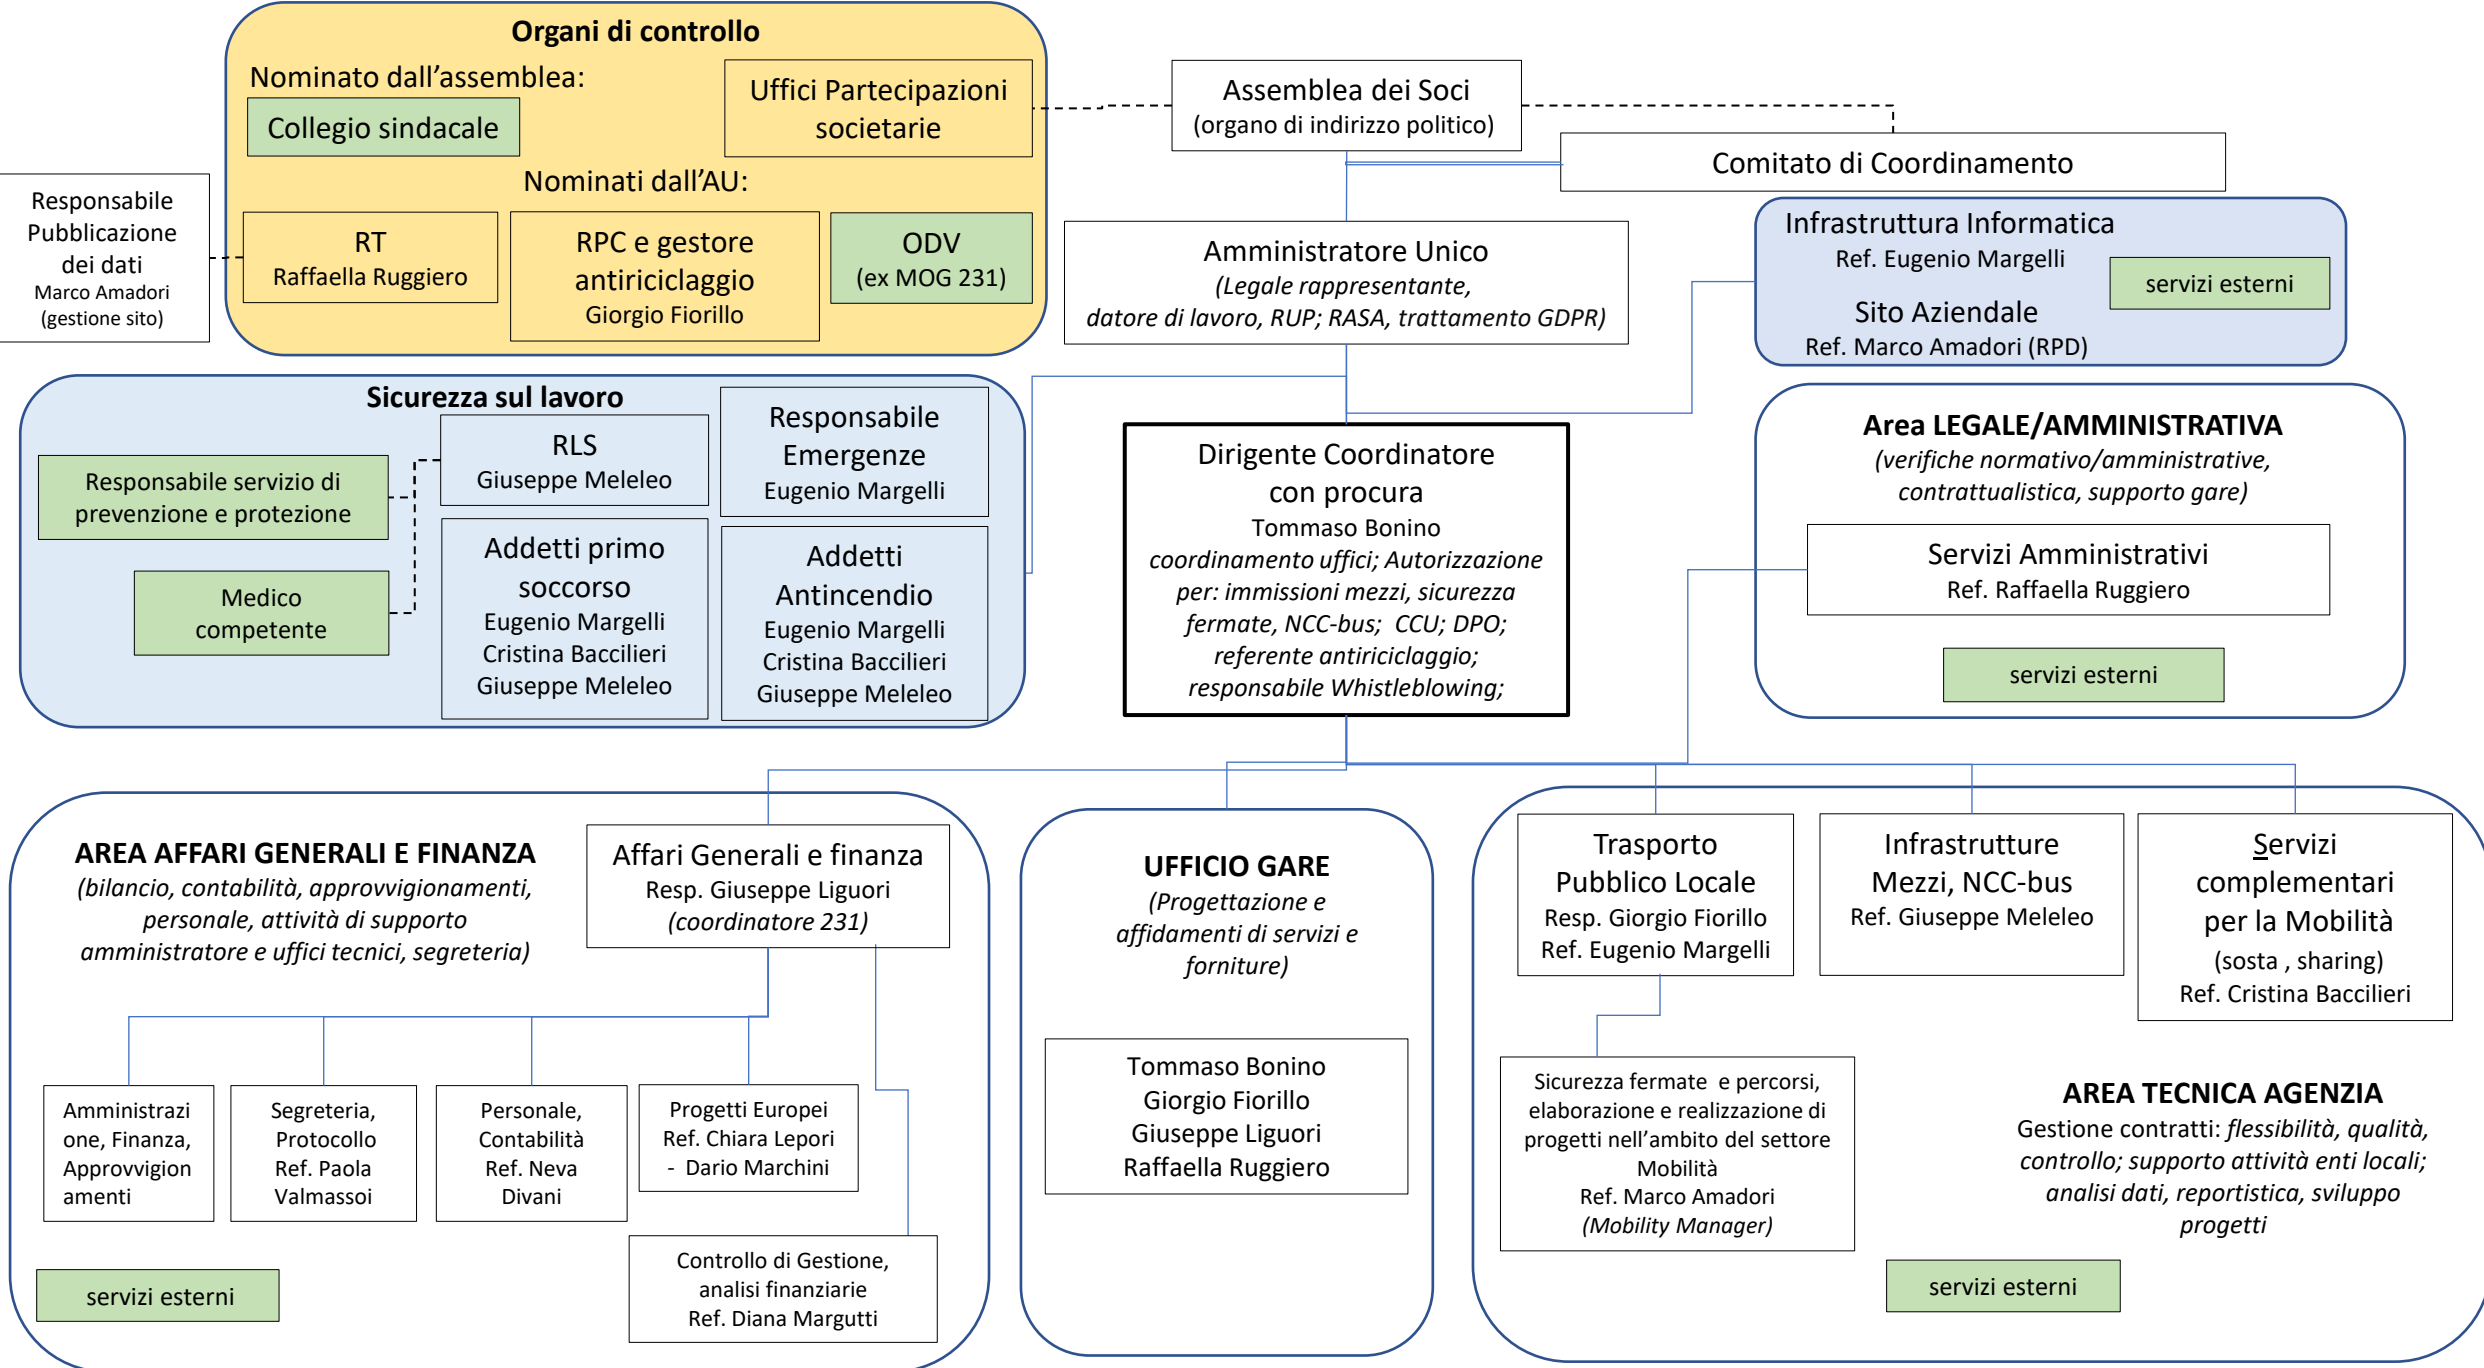 Organi di controllo
Nominato dall'assemblea:
Collegio sindacale
Uffici Partecipazioni
societarie
Nominati dall'AU:
RT
Raffaella Ruggiero
RPC e gestore
antiriciclaggio
Giorgio Fiorillo
ODV
(ex MOG 231)
Responsabile
Pubblicazione
dei dati
Marco Amadori
(gestione sito)
Assemblea dei Soci
(organo di indirizzo politico)
Comitato di Coordinamento
Amministratore Unico
(Legale rappresentante,
datore di lavoro, RUP; RASA, trattamento GDPR)
Infrastruttura Informatica
Ref. Eugenio Margelli
servizi esterni
Sito Aziendale
Ref. Marco Amadori (RPD)
Sicurezza sul lavoro
Responsabile servizio di
prevenzione e protezione
Medico
competente
RLS
Giuseppe Meleleo
Responsabile
Emergenze
Eugenio Margelli
Addetti primo
soccorso
Eugenio Margelli
Cristina Baccilieri
Giuseppe Meleleo
Addetti
Antincendio
Eugenio Margelli
Cristina Baccilieri
Giuseppe Meleleo
Dirigente Coordinatore
con procura
Tommaso Bonino
coordinamento uffici; Autorizzazione
per: immissioni mezzi, sicurezza
fermate, NCC-bus; CCU; DPO;
referente antiriciclaggio;
responsabile Whistleblowing;
Area LEGALE/AMMINISTRATIVA
(verifiche normativo/amministrative,
contrattualistica, supporto gare)
Servizi Amministrativi
Ref. Raffaella Ruggiero
servizi esterni
AREA AFFARI GENERALI E FINANZA
(bilancio, contabilità, approvvigionamenti,
personale, attività di supporto
amministratore e uffici tecnici, segreteria)
Affari Generali e finanza
Resp. Giuseppe Liguori
(coordinatore 231)
Amministrazi
one, Finanza,
Approvvigion
amenti
Segreteria,
Protocollo
Ref. Paola
Valmassoi
Personale,
Contabilità
Ref. Neva
Divani
Progetti Europei
Ref. Chiara Lepori
- Dario Marchini
Controllo di Gestione,
analisi finanziarie
Ref. Diana Margutti
servizi esterni
UFFICIO GARE
(Progettazione e
affidamenti di servizi e
forniture)
Tommaso Bonino
Giorgio Fiorillo
Giuseppe Liguori
Raffaella Ruggiero
Trasporto
Pubblico Locale
Resp. Giorgio Fiorillo
Ref. Eugenio Margelli
Infrastrutture
Mezzi, NCC-bus
Ref. Giuseppe Meleleo
Servizi
complementari
per la Mobilità
(sosta , sharing)
Ref. Cristina Baccilieri
Sicurezza fermate e percorsi,
elaborazione e realizzazione di
progetti nell'ambito del settore
Mobilità
Ref. Marco Amadori
(Mobility Manager)
AREA TECNICA AGENZIA
Gestione contratti: flessibilità, qualità,
controllo; supporto attività enti locali;
analisi dati, reportistica, sviluppo
progetti
servizi esterni